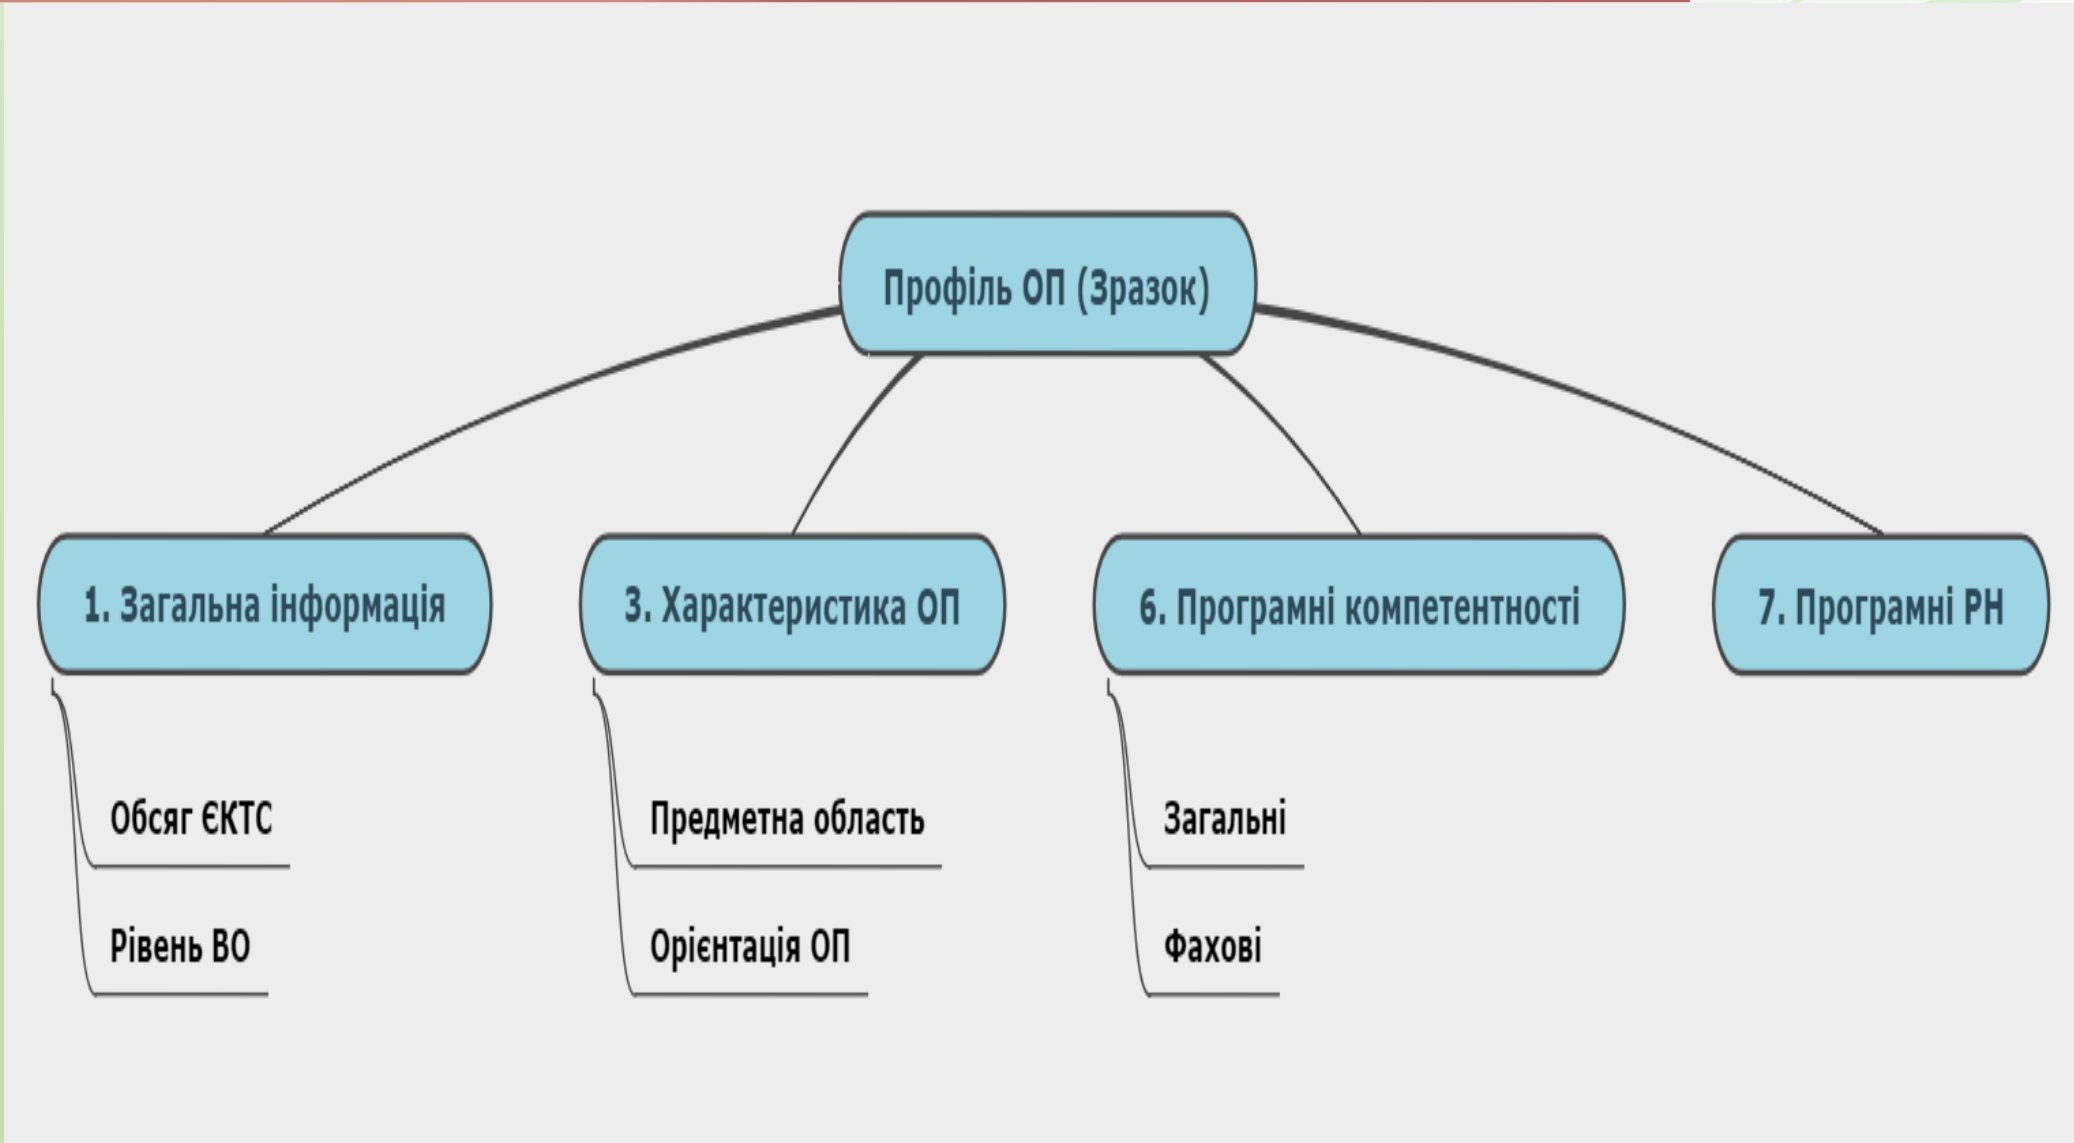 Профіль ОП (Зразок)
1. Загальна інформація
3. Характеристика ОП
6. Програмні компетентності
7. Програмні РН
Обсяг ЄКТС
Рівень ВО
Предметна область
Орієнтація ОП
Загальні
Фахові